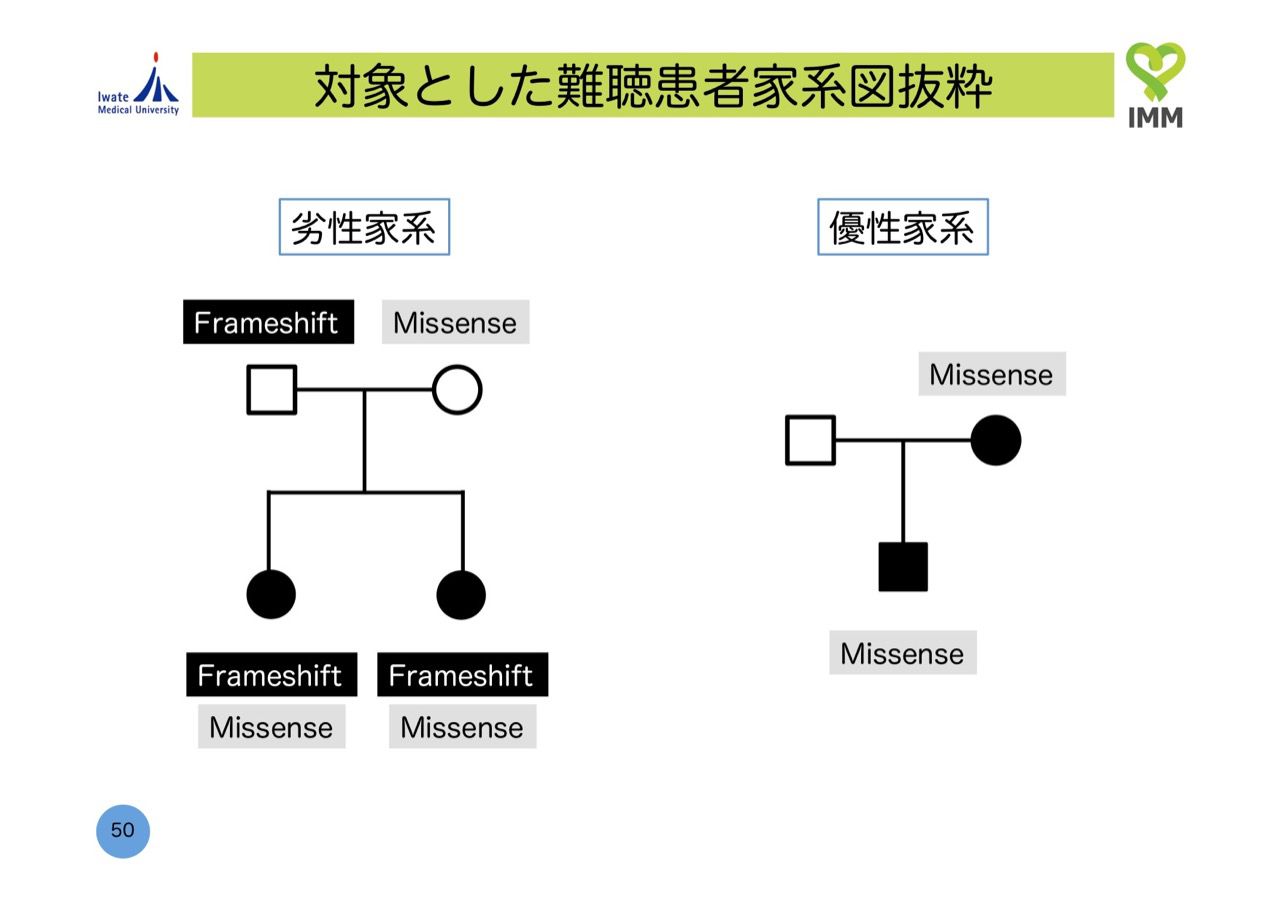 Iwate
Medical University
対象とした難聴患者家系図抜粋
IMM
劣性家系
優性家系
Frameshift
Missense
Missense
Missense
Frameshift
Frameshift
Missense
Missense
50